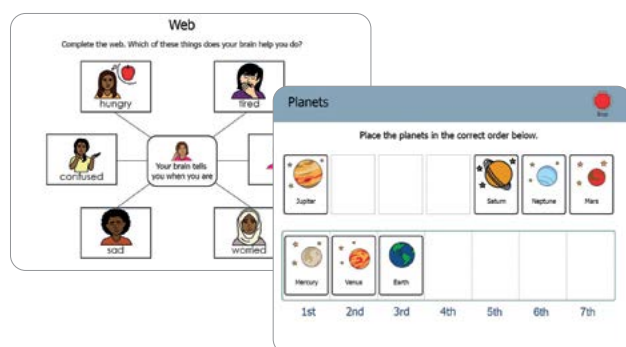 Web
Complete the web. Which of these things does your brain help you do?
hungry
tired
confused
Your brain tells
you when you are
sad
worried
Planets
Stop
Place the planets in the correct order below.
Jupiter
Saturn
Neptune
Mars
Mercury
Venus
Earth
1st 2nd 3rd 4th 5th 6th 7th